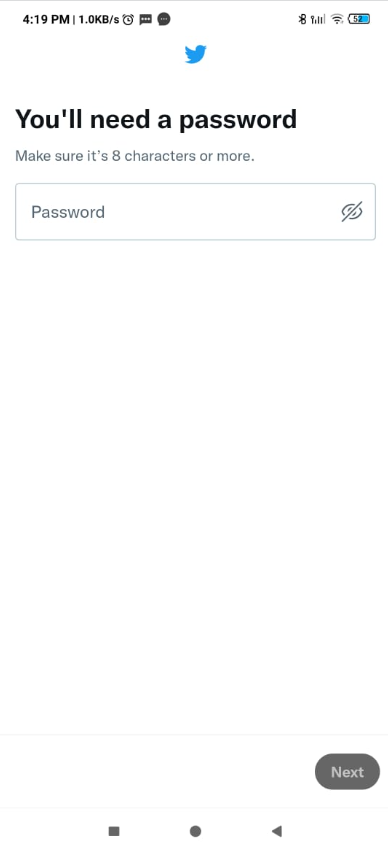 4:19 PM | 1.0KB/s
52
You'll need a password
Make sure it's 8 characters or more.
Password
Next